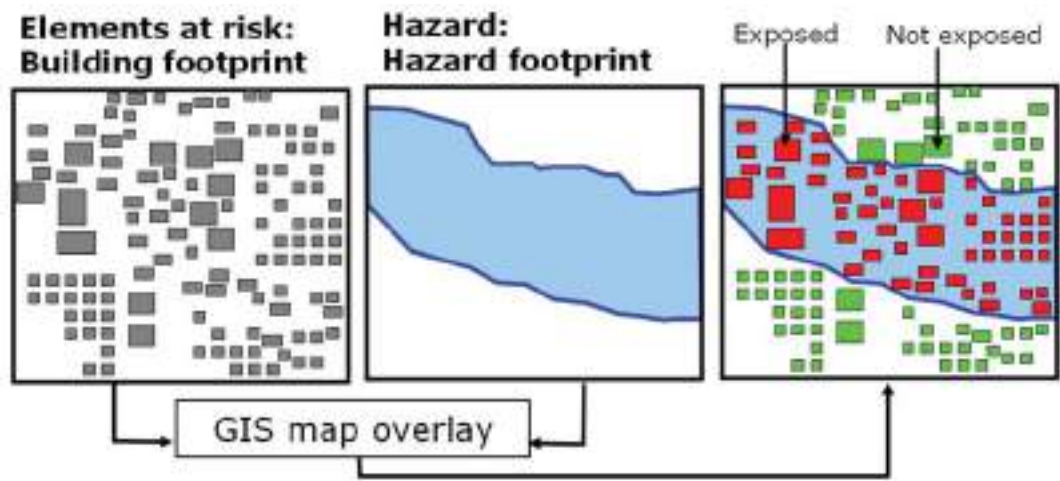 Elements at risk:
Building footprint
Hazard:
Hazard footprint
Exposed
Not exposed
GIS map overlay